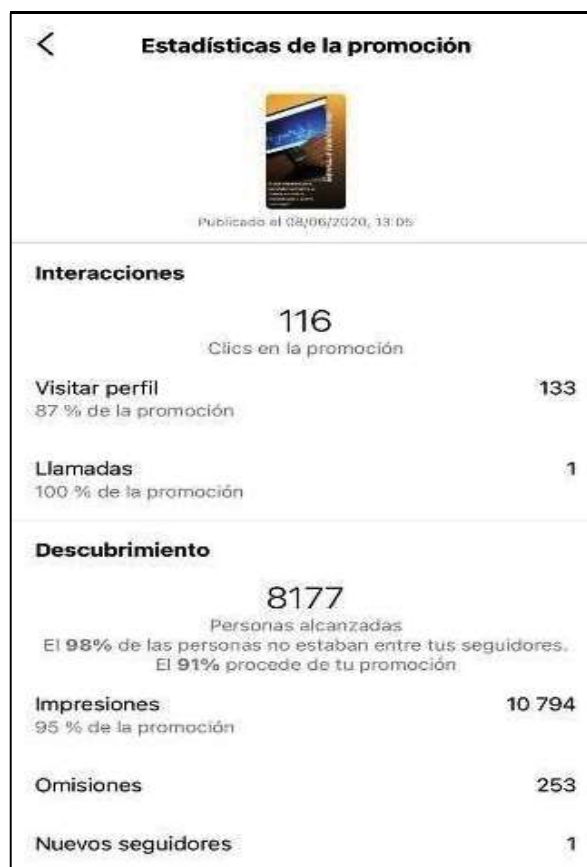 Estadísticas de la promoción
Publicado el 08/06/2020, 13:05
Interacciones
116
Clics en la promoción
Visitar perfil 133
87 % de la promoción
Llamadas 1
100 % de la promoción
Descubrimiento
8177
Personas alcanzadas
El 98% de las personas no estaban entre tus seguidores.
El 91% procede de tu promoción
Impresiones 10 794
95 % de la promoción
Omisiones 253
Nuevos seguidores 1